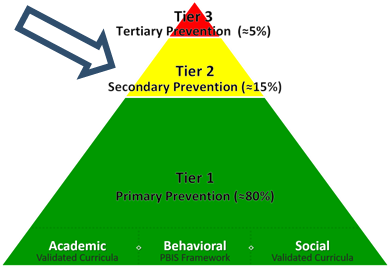 Tier 3
Tertiary Prevention (≈5%)
Tier 2
Secondary Prevention (≈15%)
Tier 1
Primary Prevention (≈80%)
Academic ◇ Behavioral ◇ Social
Validated Curricula PBIS Framework Validated Curricula